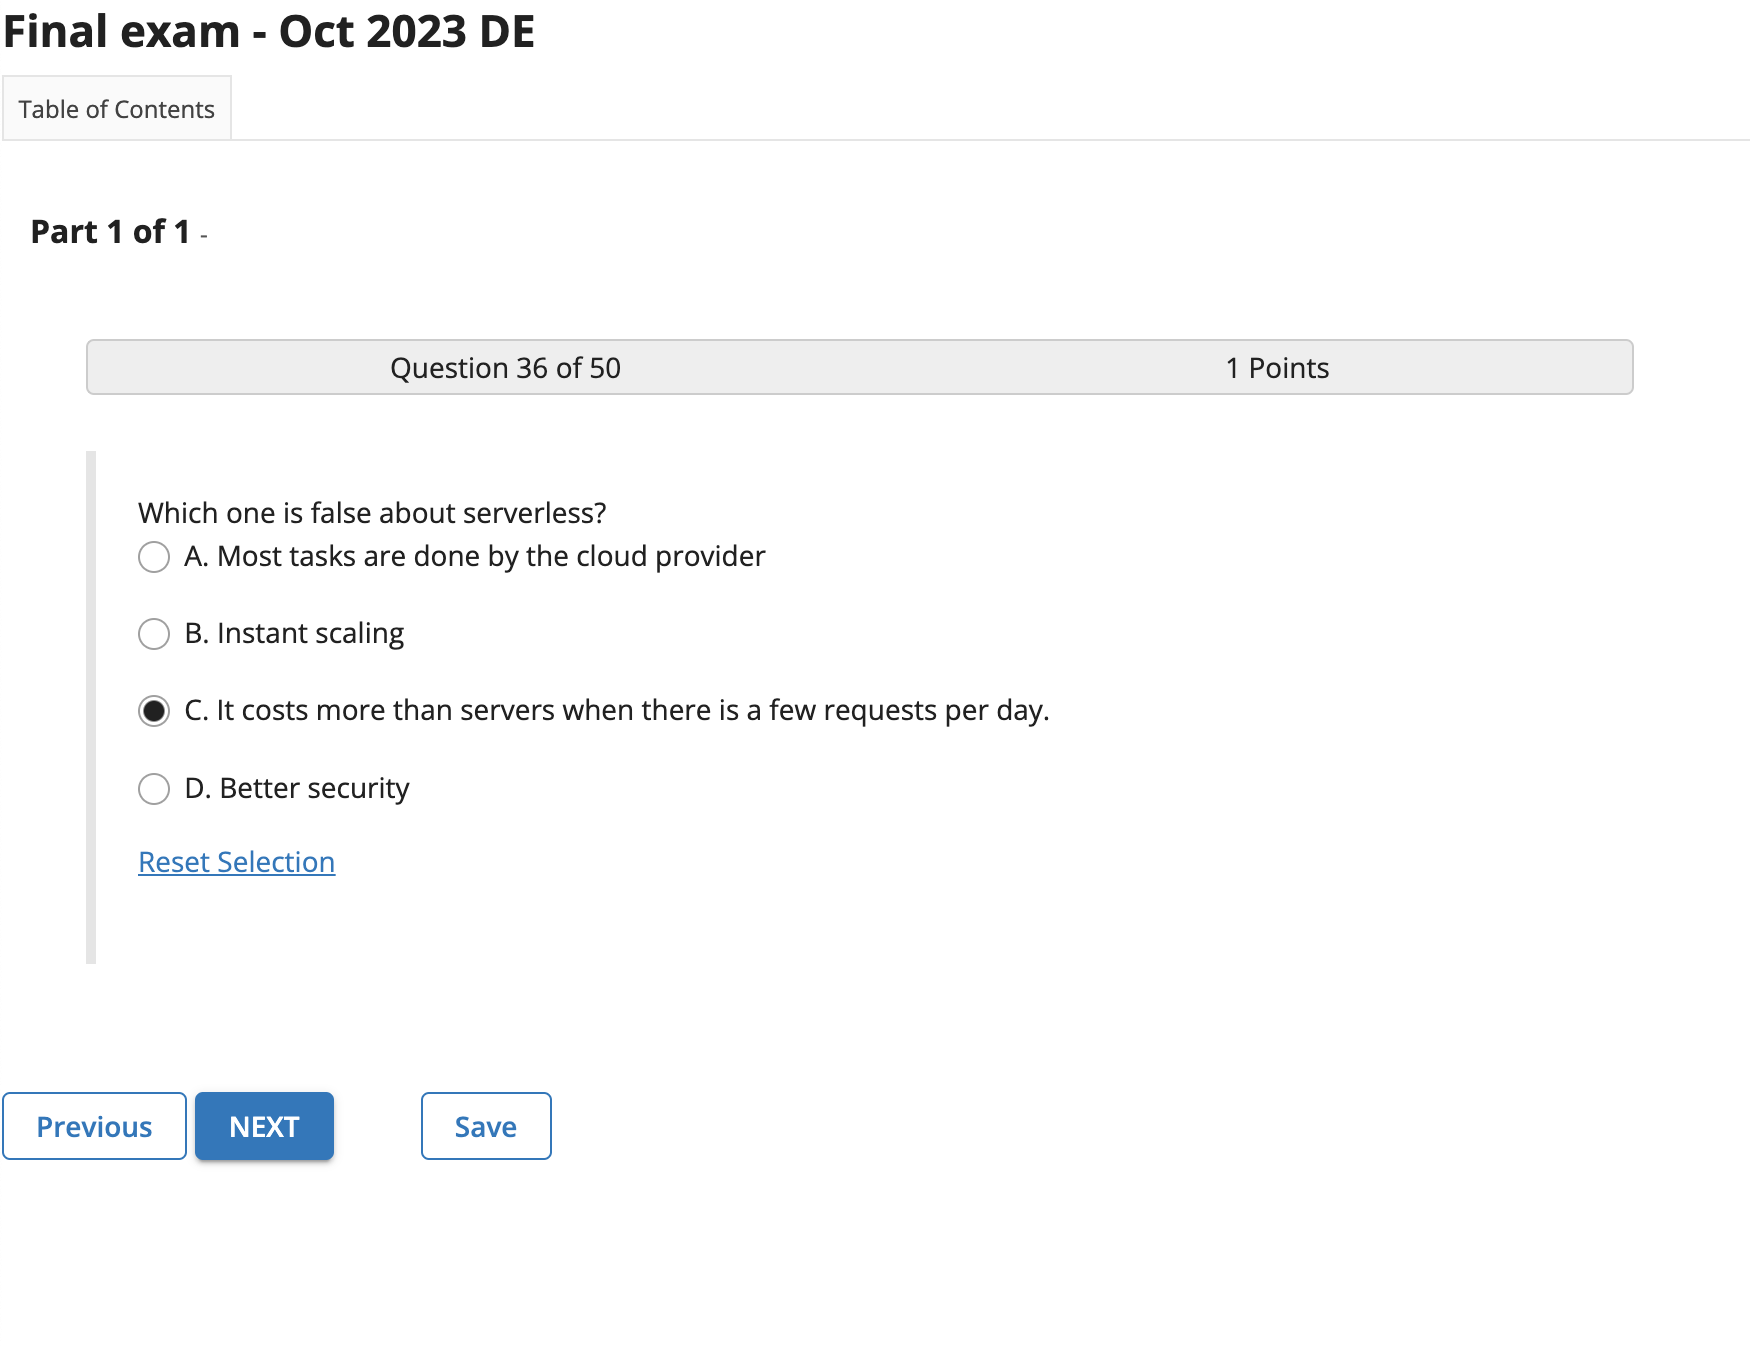 Final exam - Oct 2023 DE
Table of Contents
Part 1 of 1 -
Question 36 of 50 1 Points
Which one is false about serverless?
A. Most tasks are done by the cloud provider
B. Instant scaling
C. It costs more than servers when there is a few requests per day.
D. Better security
Reset Selection
Previous NEXT Save